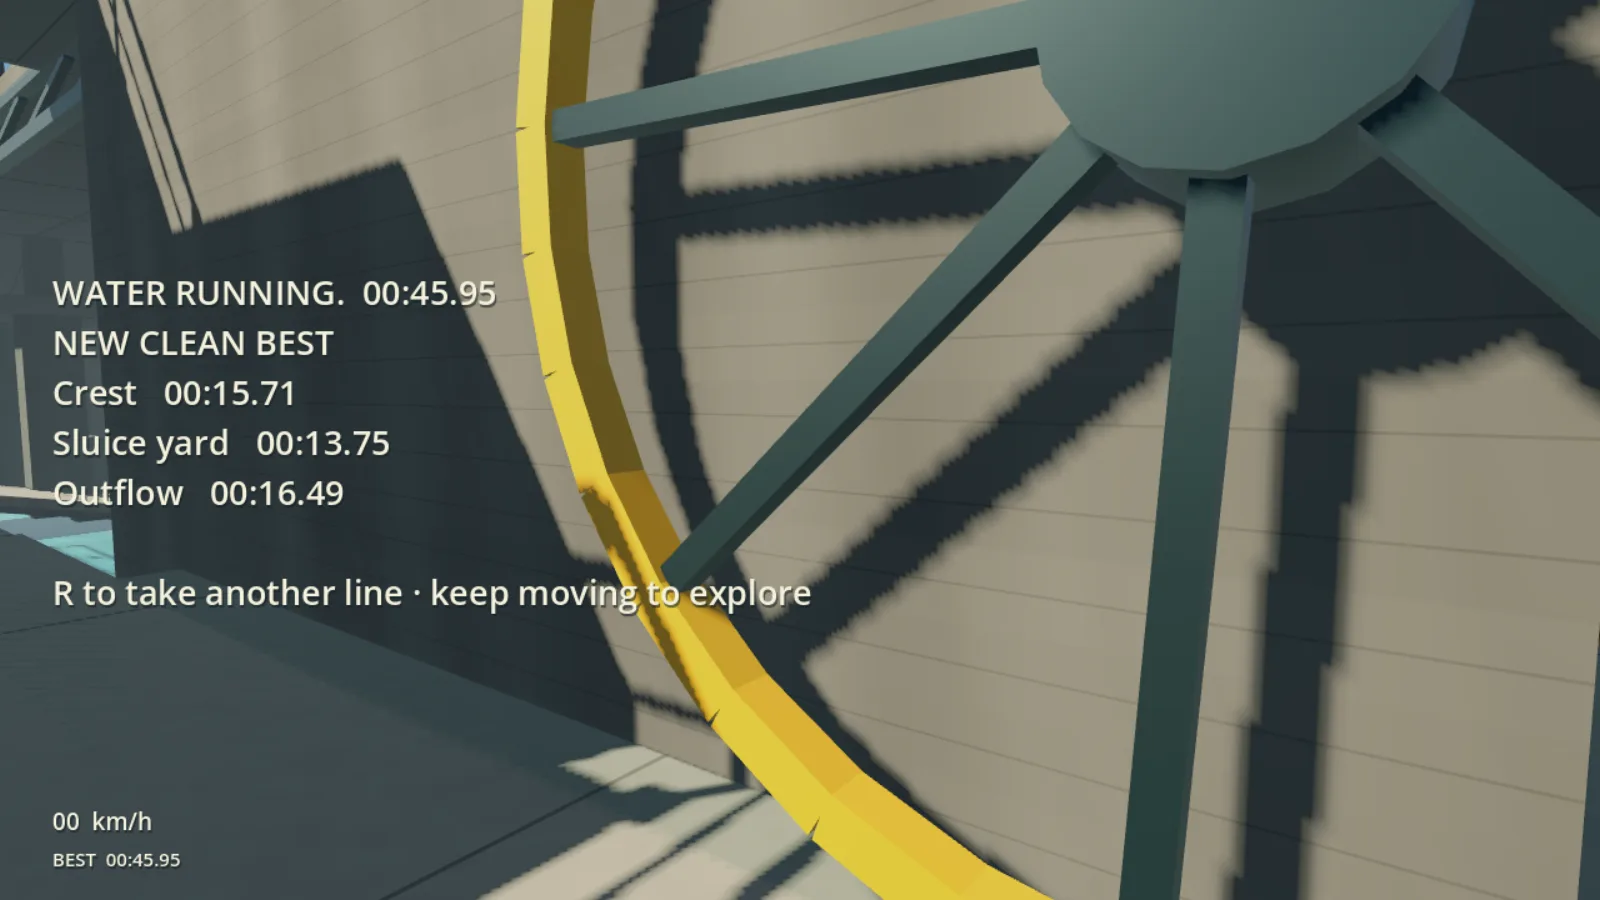 WATER RUNNING.  00:45.95
NEW CLEAN BEST
Crest  00:15.71
Sluice yard  00:13.75
Outflow  00:16.49
R to take another line · keep moving to explore
00 km/h
BEST 00:45.95